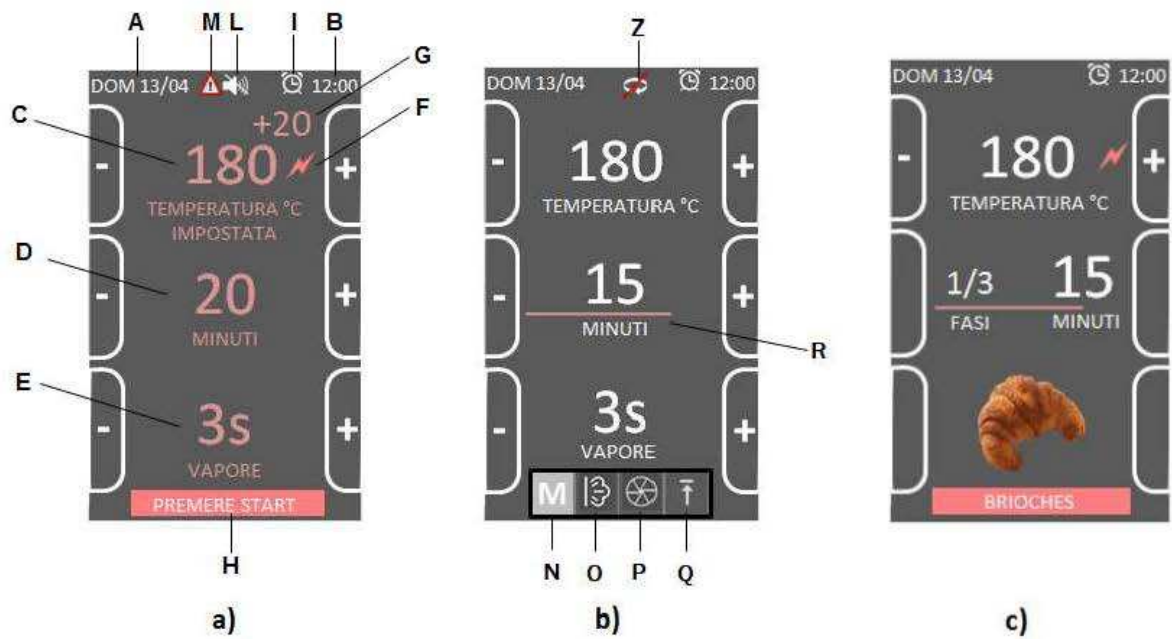 A M L I B
G
DOM 13/04 12:00
+20
F
C
- 180 +
TEMPERATURA °C
IMPOSTATA
D
- 20 +
MINUTI
E
- 3s +
VAPORE
PREMERE START
H
a)
Z
DOM 13/04 12:00
- 180 +
TEMPERATURA °C
- 15 +
MINUTI
R
- 3s +
VAPORE
M
N O P Q
b)
DOM 13/04 12:00
- 180 +
TEMPERATURA °C
1/3 15
FASI MINUTI
BRIOCHES
c)